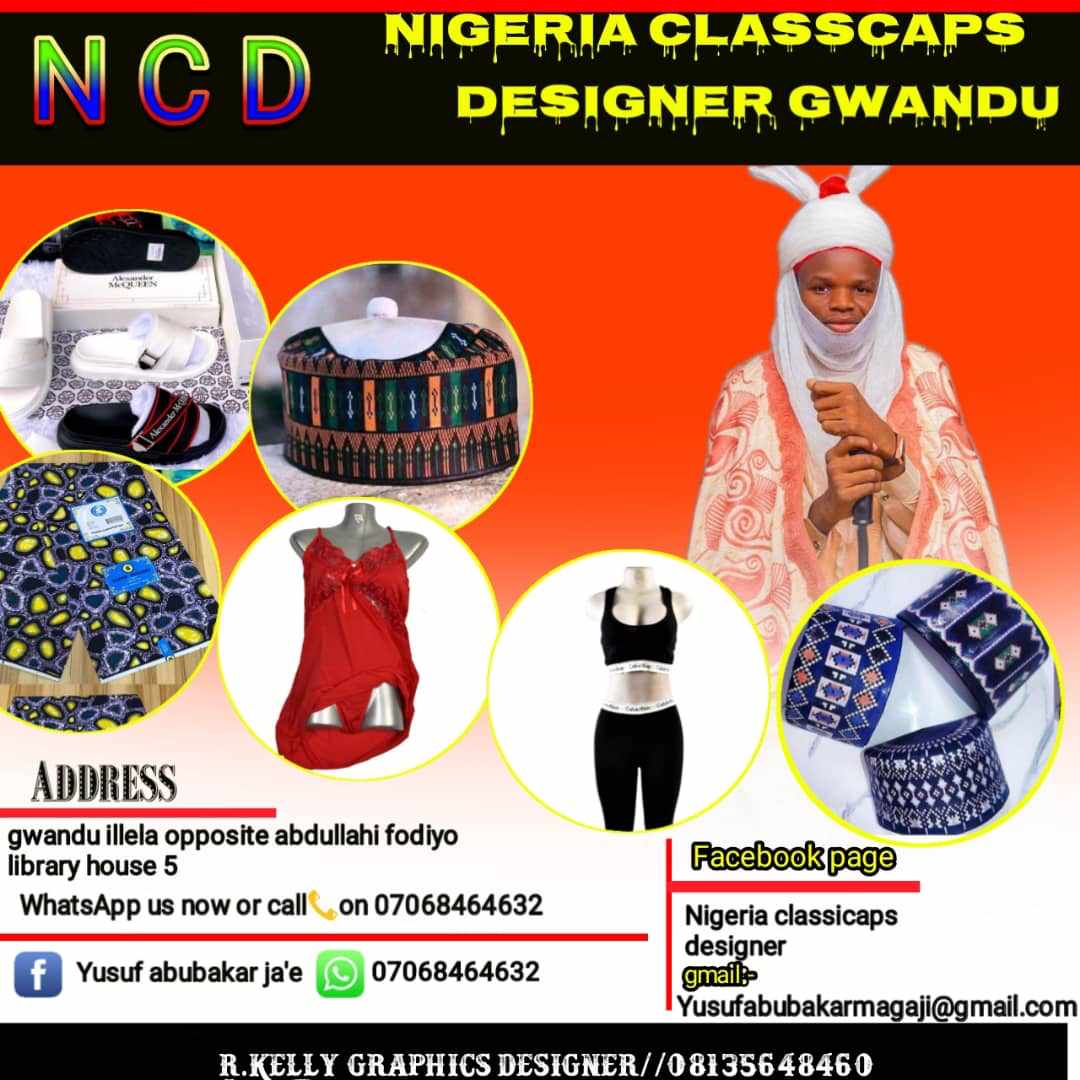 NCD
NIGERIA CLASSCAPS
DESIGNER GWANDU
Alexander
McQUEEN
ADDRESS
gwandu illela opposite abdullahi fodiyo
library house 5
WhatsApp us now or call on 07068464632
Yusuf abubakar ja'e 07068464632
Facebook page
Nigeria classicaps
designer
gmail:-
Yusufabubakarmagaji@gmail.com
R.KELLY GRAPHICS DESIGNER//08135648460